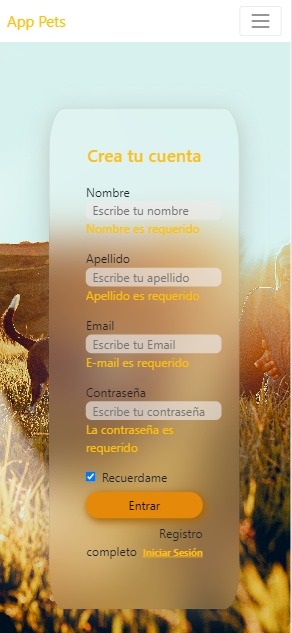 App Pets
Crea tu cuenta
Nombre
Escribe tu nombre
Nombre es requerido
Apellido
Escribe tu apellido
Apellido es requerido
Email
Escribe tu Email
E-mail es requerido
Contraseña
Escribe tu contraseña
La contraseña es
requerido
Recuerdame
Entrar
Registro
completo Iniciar Sesión